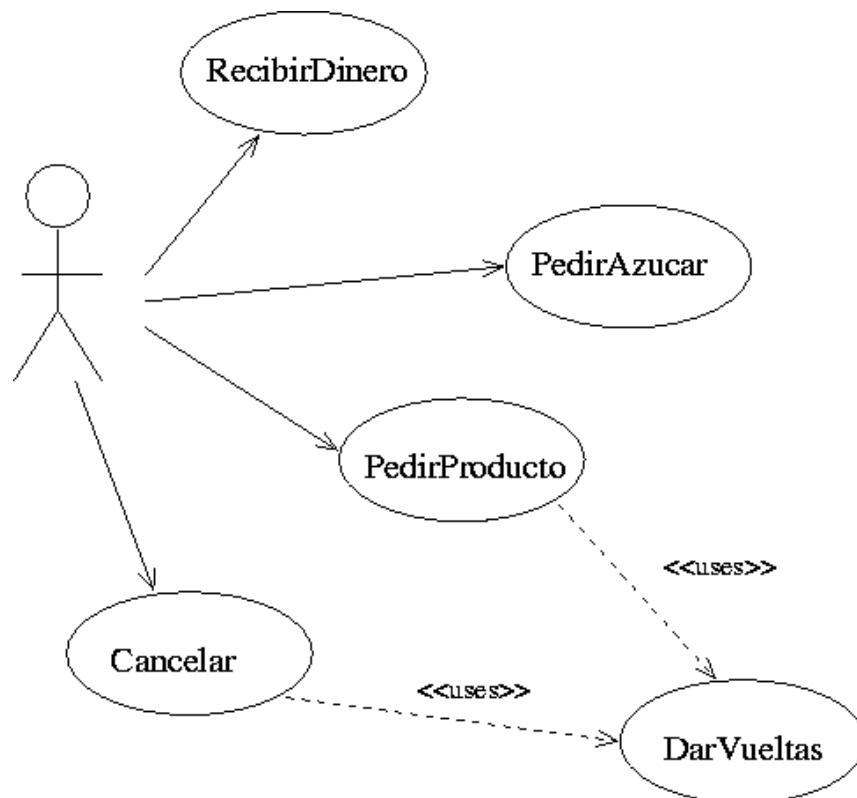 RecibirDinero
PedirAzucar
PedirProducto
<<uses>>
Cancelar
<<uses>>
DarVueltas